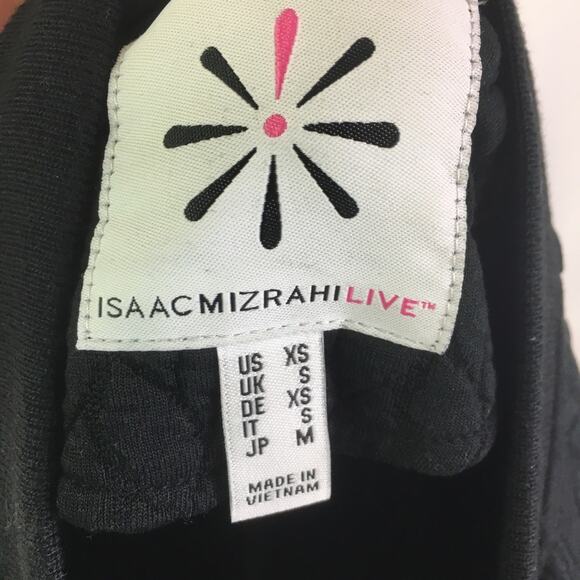 ISAACMIZRAHILIVE™
US XS
UK S
DE XS
IT S
JP M
MADE IN
VIETNAM